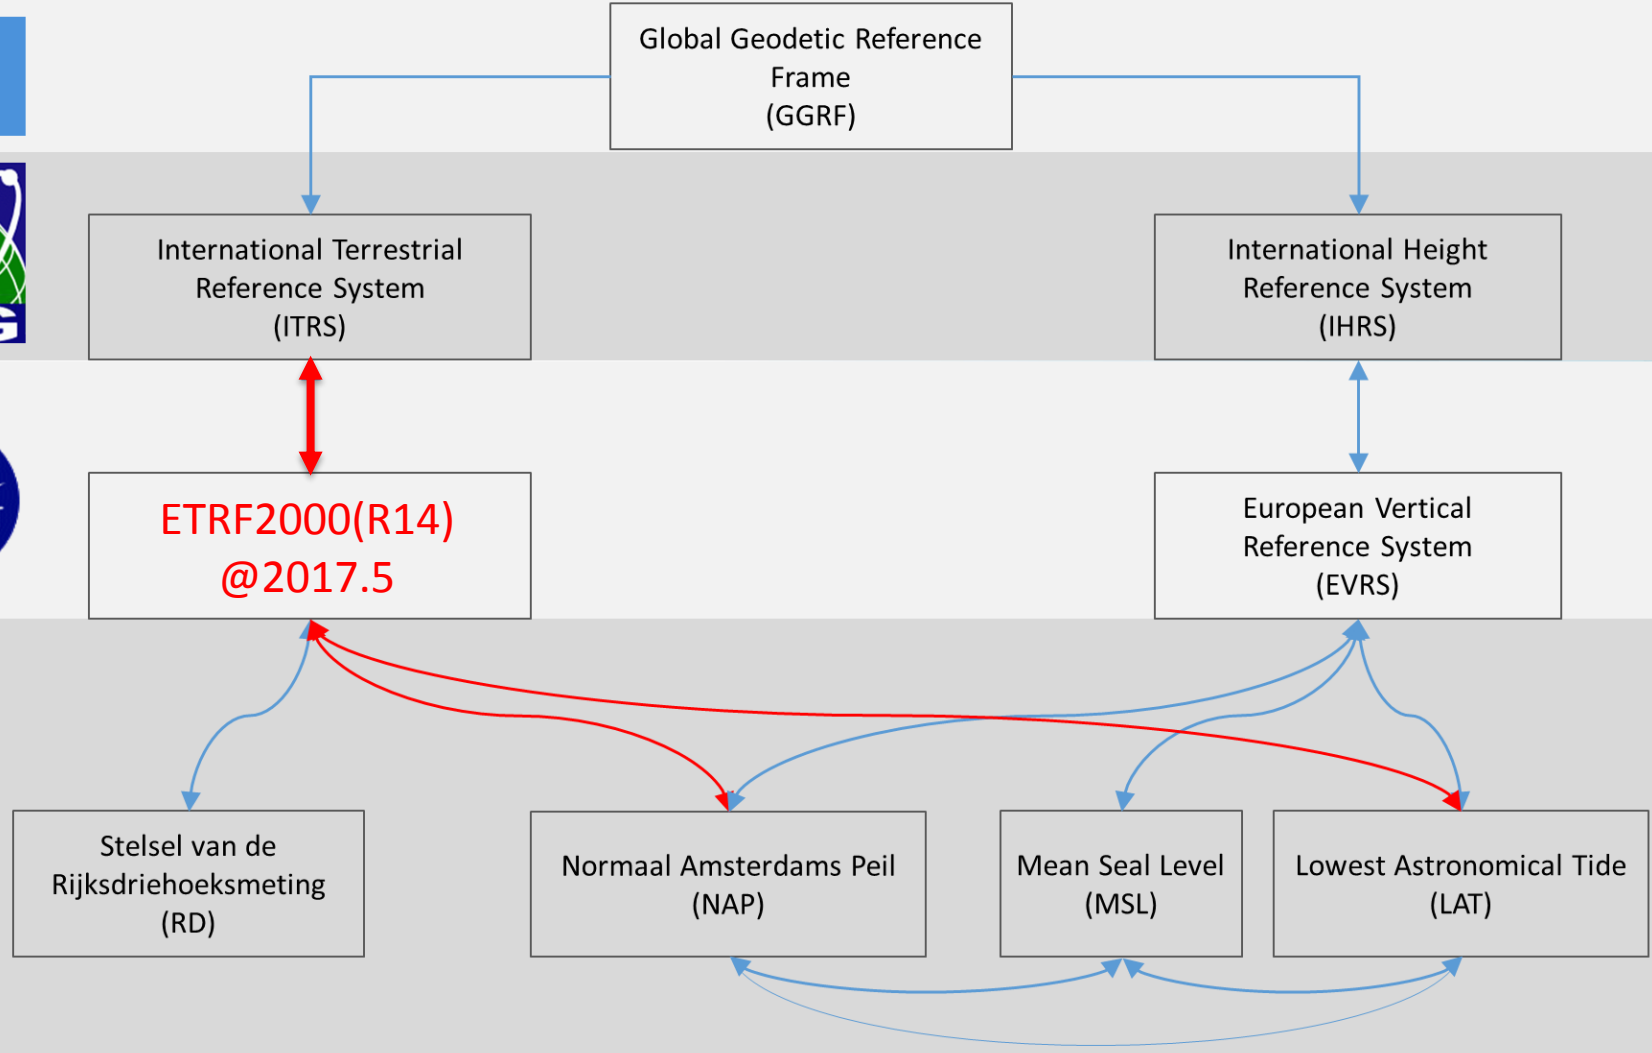 Global Geodetic Reference
Frame
(GGRF)
International Terrestrial
Reference System
(ITRS)
International Height
Reference System
(IHRS)
G
ETRF2000(R14)
@2017.5
European Vertical
Reference System
(EVRS)
Stelsel van de
Rijksdriehoeksmeting
(RD)
Normaal Amsterdams Peil
(NAP)
Mean Seal Level
(MSL)
Lowest Astronomical Tide
(LAT)